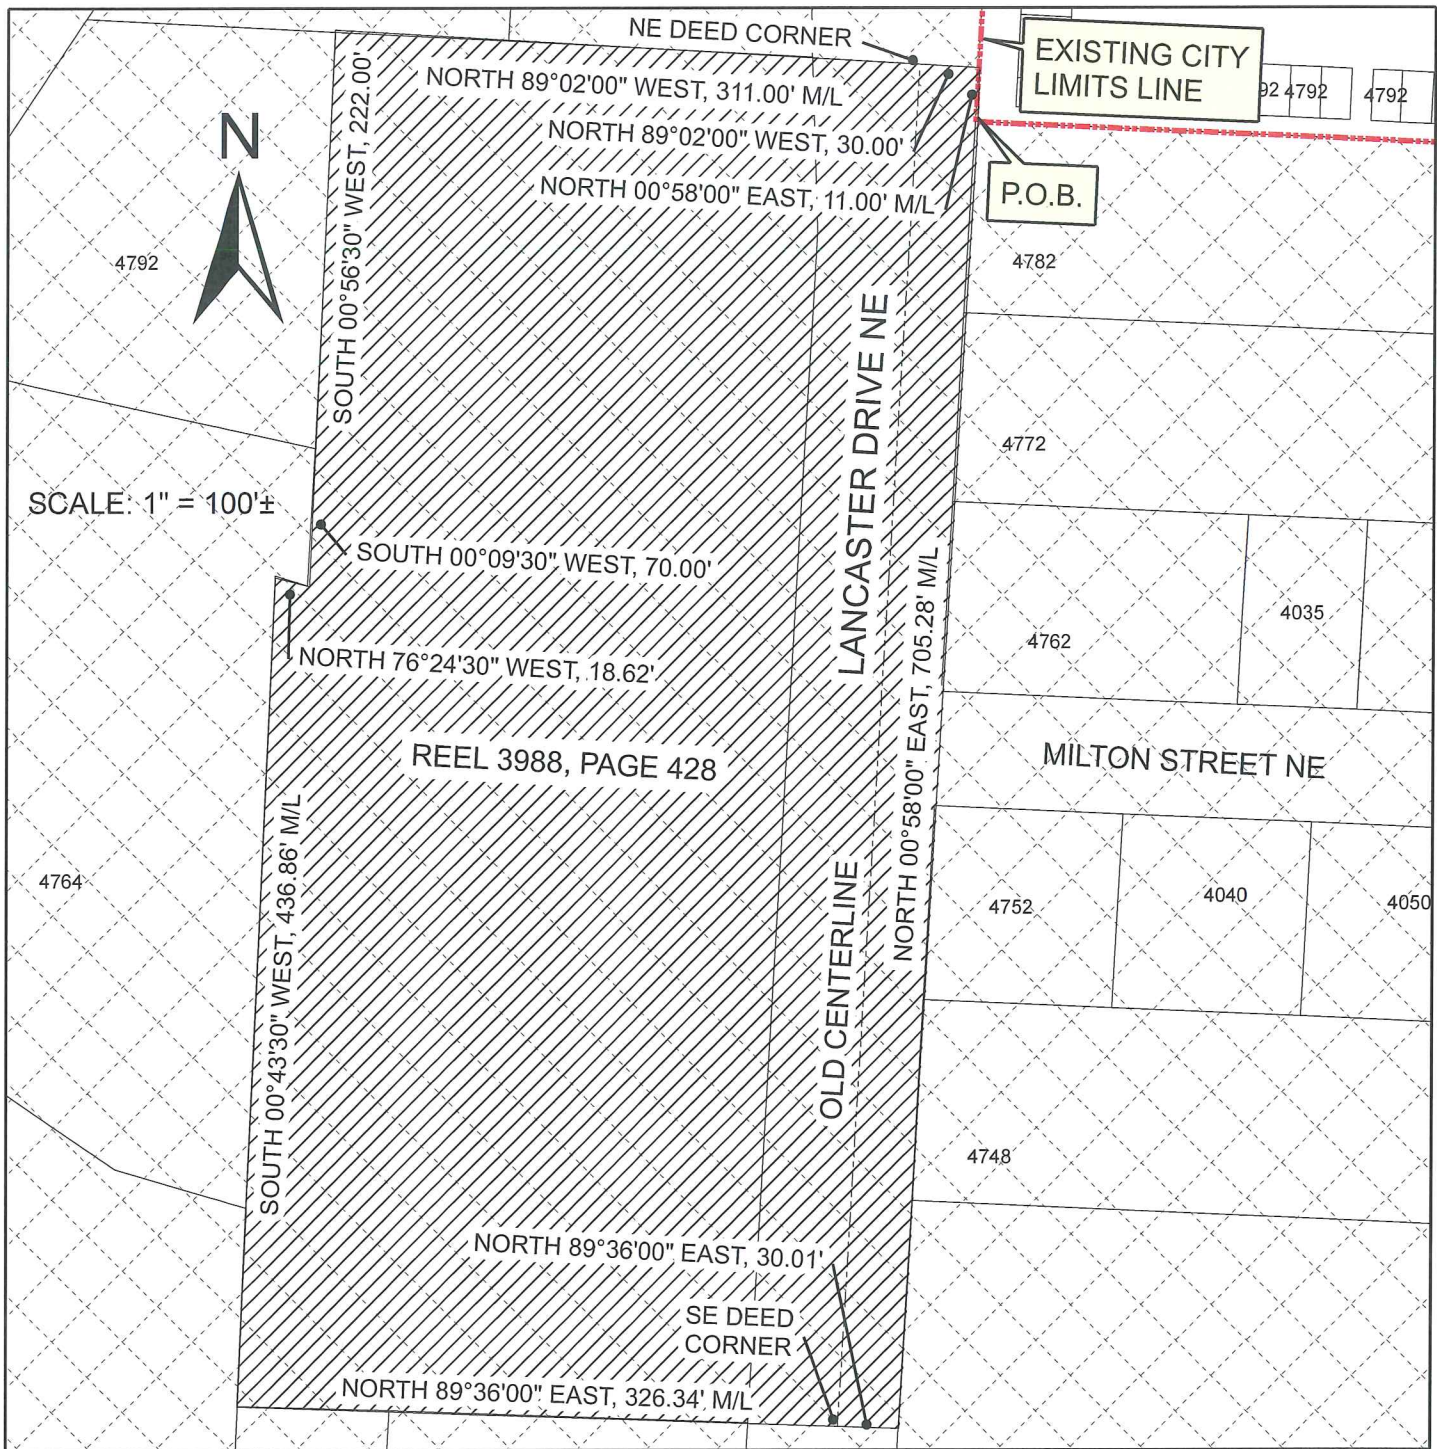 NE DEED CORNER
EXISTING CITY
LIMITS LINE
NORTH 89°02'00" WEST, 311.00' M/L
92 4792
4792
N
NORTH 89°02'00" WEST, 30.00'
NORTH 00°58'00" EAST, 11.00' M/L
P.O.B.
SOUTH 00°56'30" WEST, 222.00'
4792
4782
LANCASTER DRIVE NE
4772
SCALE: 1" = 100'±
SOUTH 00°09'30" WEST, 70.00'
4035
4762
NORTH 76°24'30" WEST, 18.62'
NORTH 00°58'00" EAST, 705.28' M/L
REEL 3988, PAGE 428
MILTON STREET NE
SOUTH 00°43'30" WEST, 436.86' M/L
4764
OLD CENTERLINE
4752
4040
4050
4748
NORTH 89°36'00" EAST, 30.01'
SE DEED
CORNER
NORTH 89°36'00" EAST, 326.34' M/L